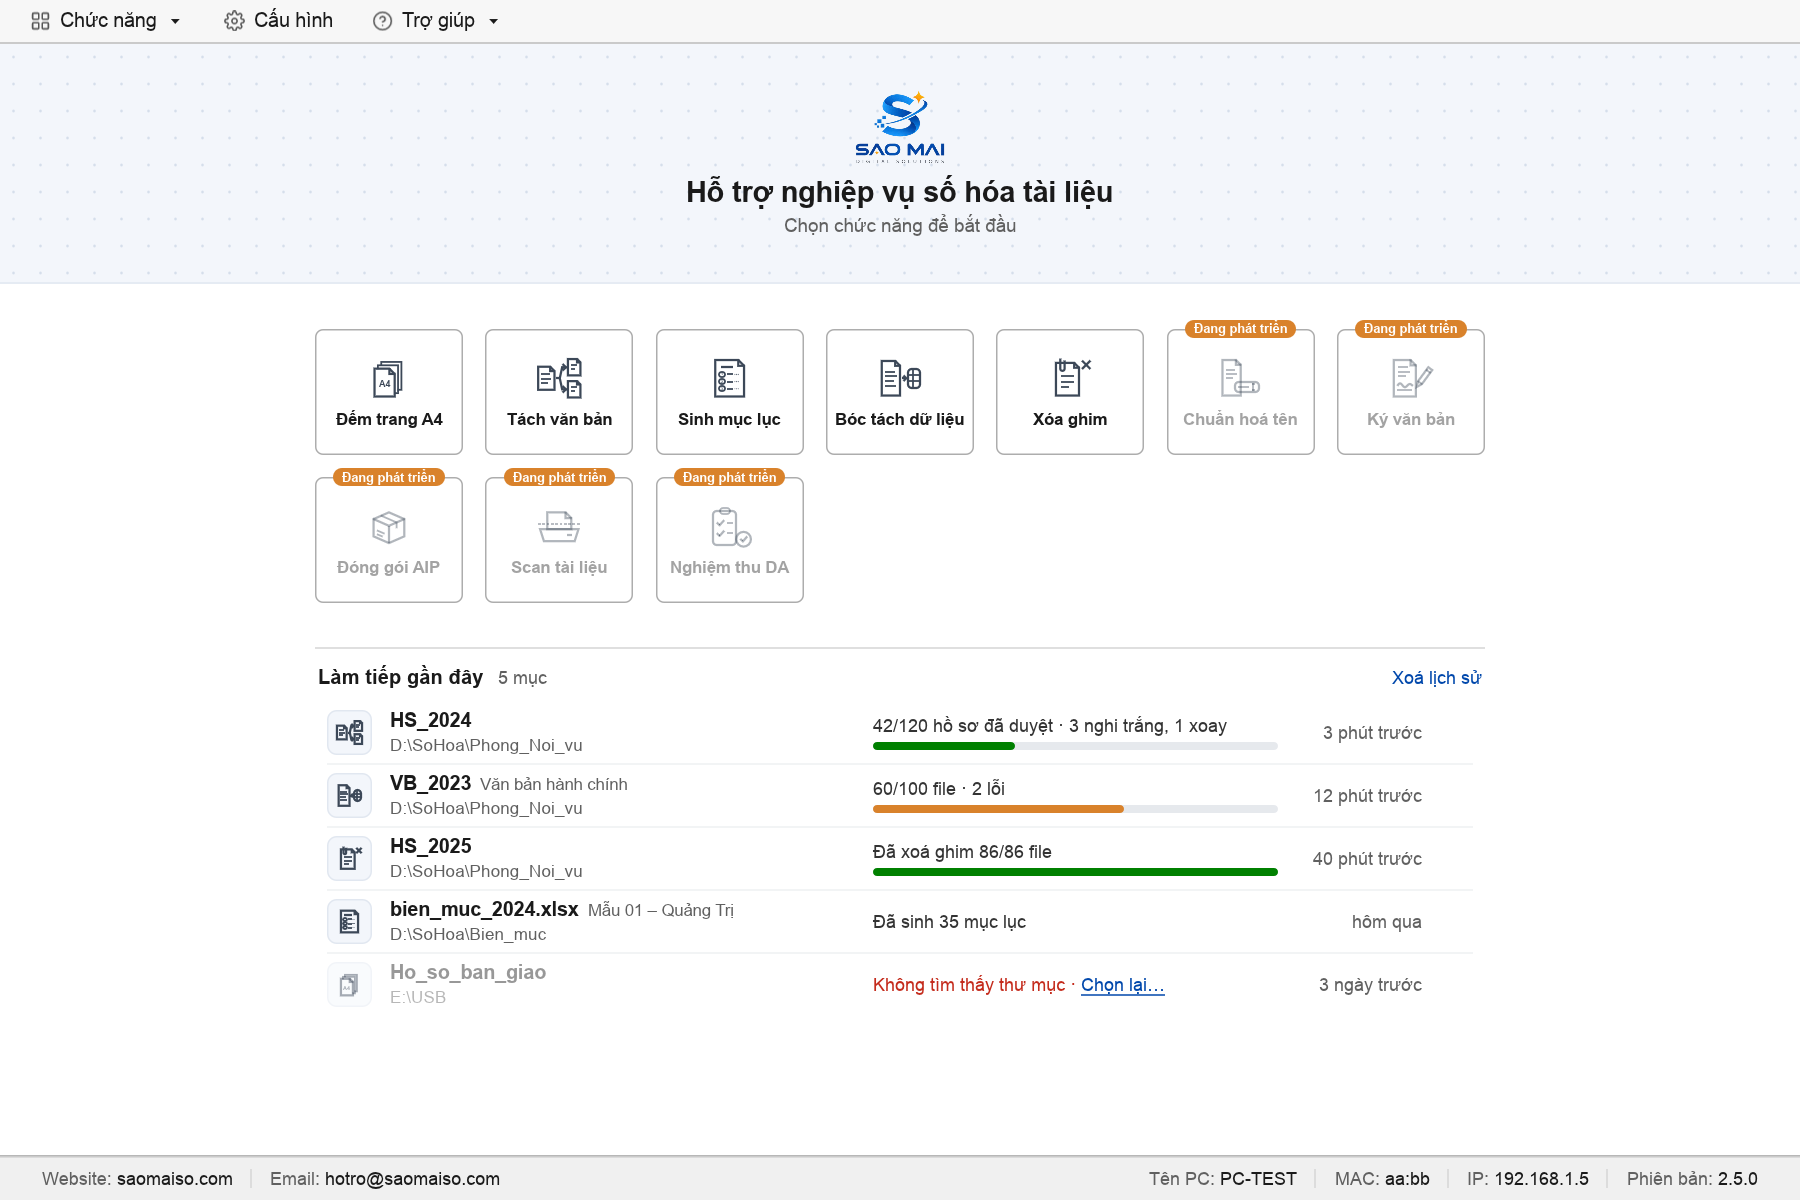 Chức năng
Cấu hình
Trợ giúp
SAO MAI
DIGITAL SOLUTIONS
Hỗ trợ nghiệp vụ số hóa tài liệu
Chọn chức năng để bắt đầu
Đếm trang A4
Tách văn bản
Sinh mục lục
Bóc tách dữ liệu
Xóa ghim
Đang phát triển
Chuẩn hoá tên
Đang phát triển
Ký văn bản
Đang phát triển
Đóng gói AIP
Đang phát triển
Scan tài liệu
Đang phát triển
Nghiệm thu DA
Làm tiếp gần đây 5 mục
Xoá lịch sử
HS_2024
D:\SoHoa\Phong_Noi_vu
42/120 hồ sơ đã duyệt · 3 nghi trắng, 1 xoay
3 phút trước
VB_2023 Văn bản hành chính
D:\SoHoa\Phong_Noi_vu
60/100 file · 2 lỗi
12 phút trước
HS_2025
D:\SoHoa\Phong_Noi_vu
Đã xoá ghim 86/86 file
40 phút trước
bien_muc_2024.xlsx Mẫu 01 – Quảng Trị
D:\SoHoa\Bien_muc
Đã sinh 35 mục lục
hôm qua
Ho_so_ban_giao
E:\USB
Không tìm thấy thư mục · Chọn lại...
3 ngày trước
Website: saomaiso.com
Email: hotro@saomaiso.com
Tên PC: PC-TEST
MAC: aa:bb
IP: 192.168.1.5
Phiên bản: 2.5.0